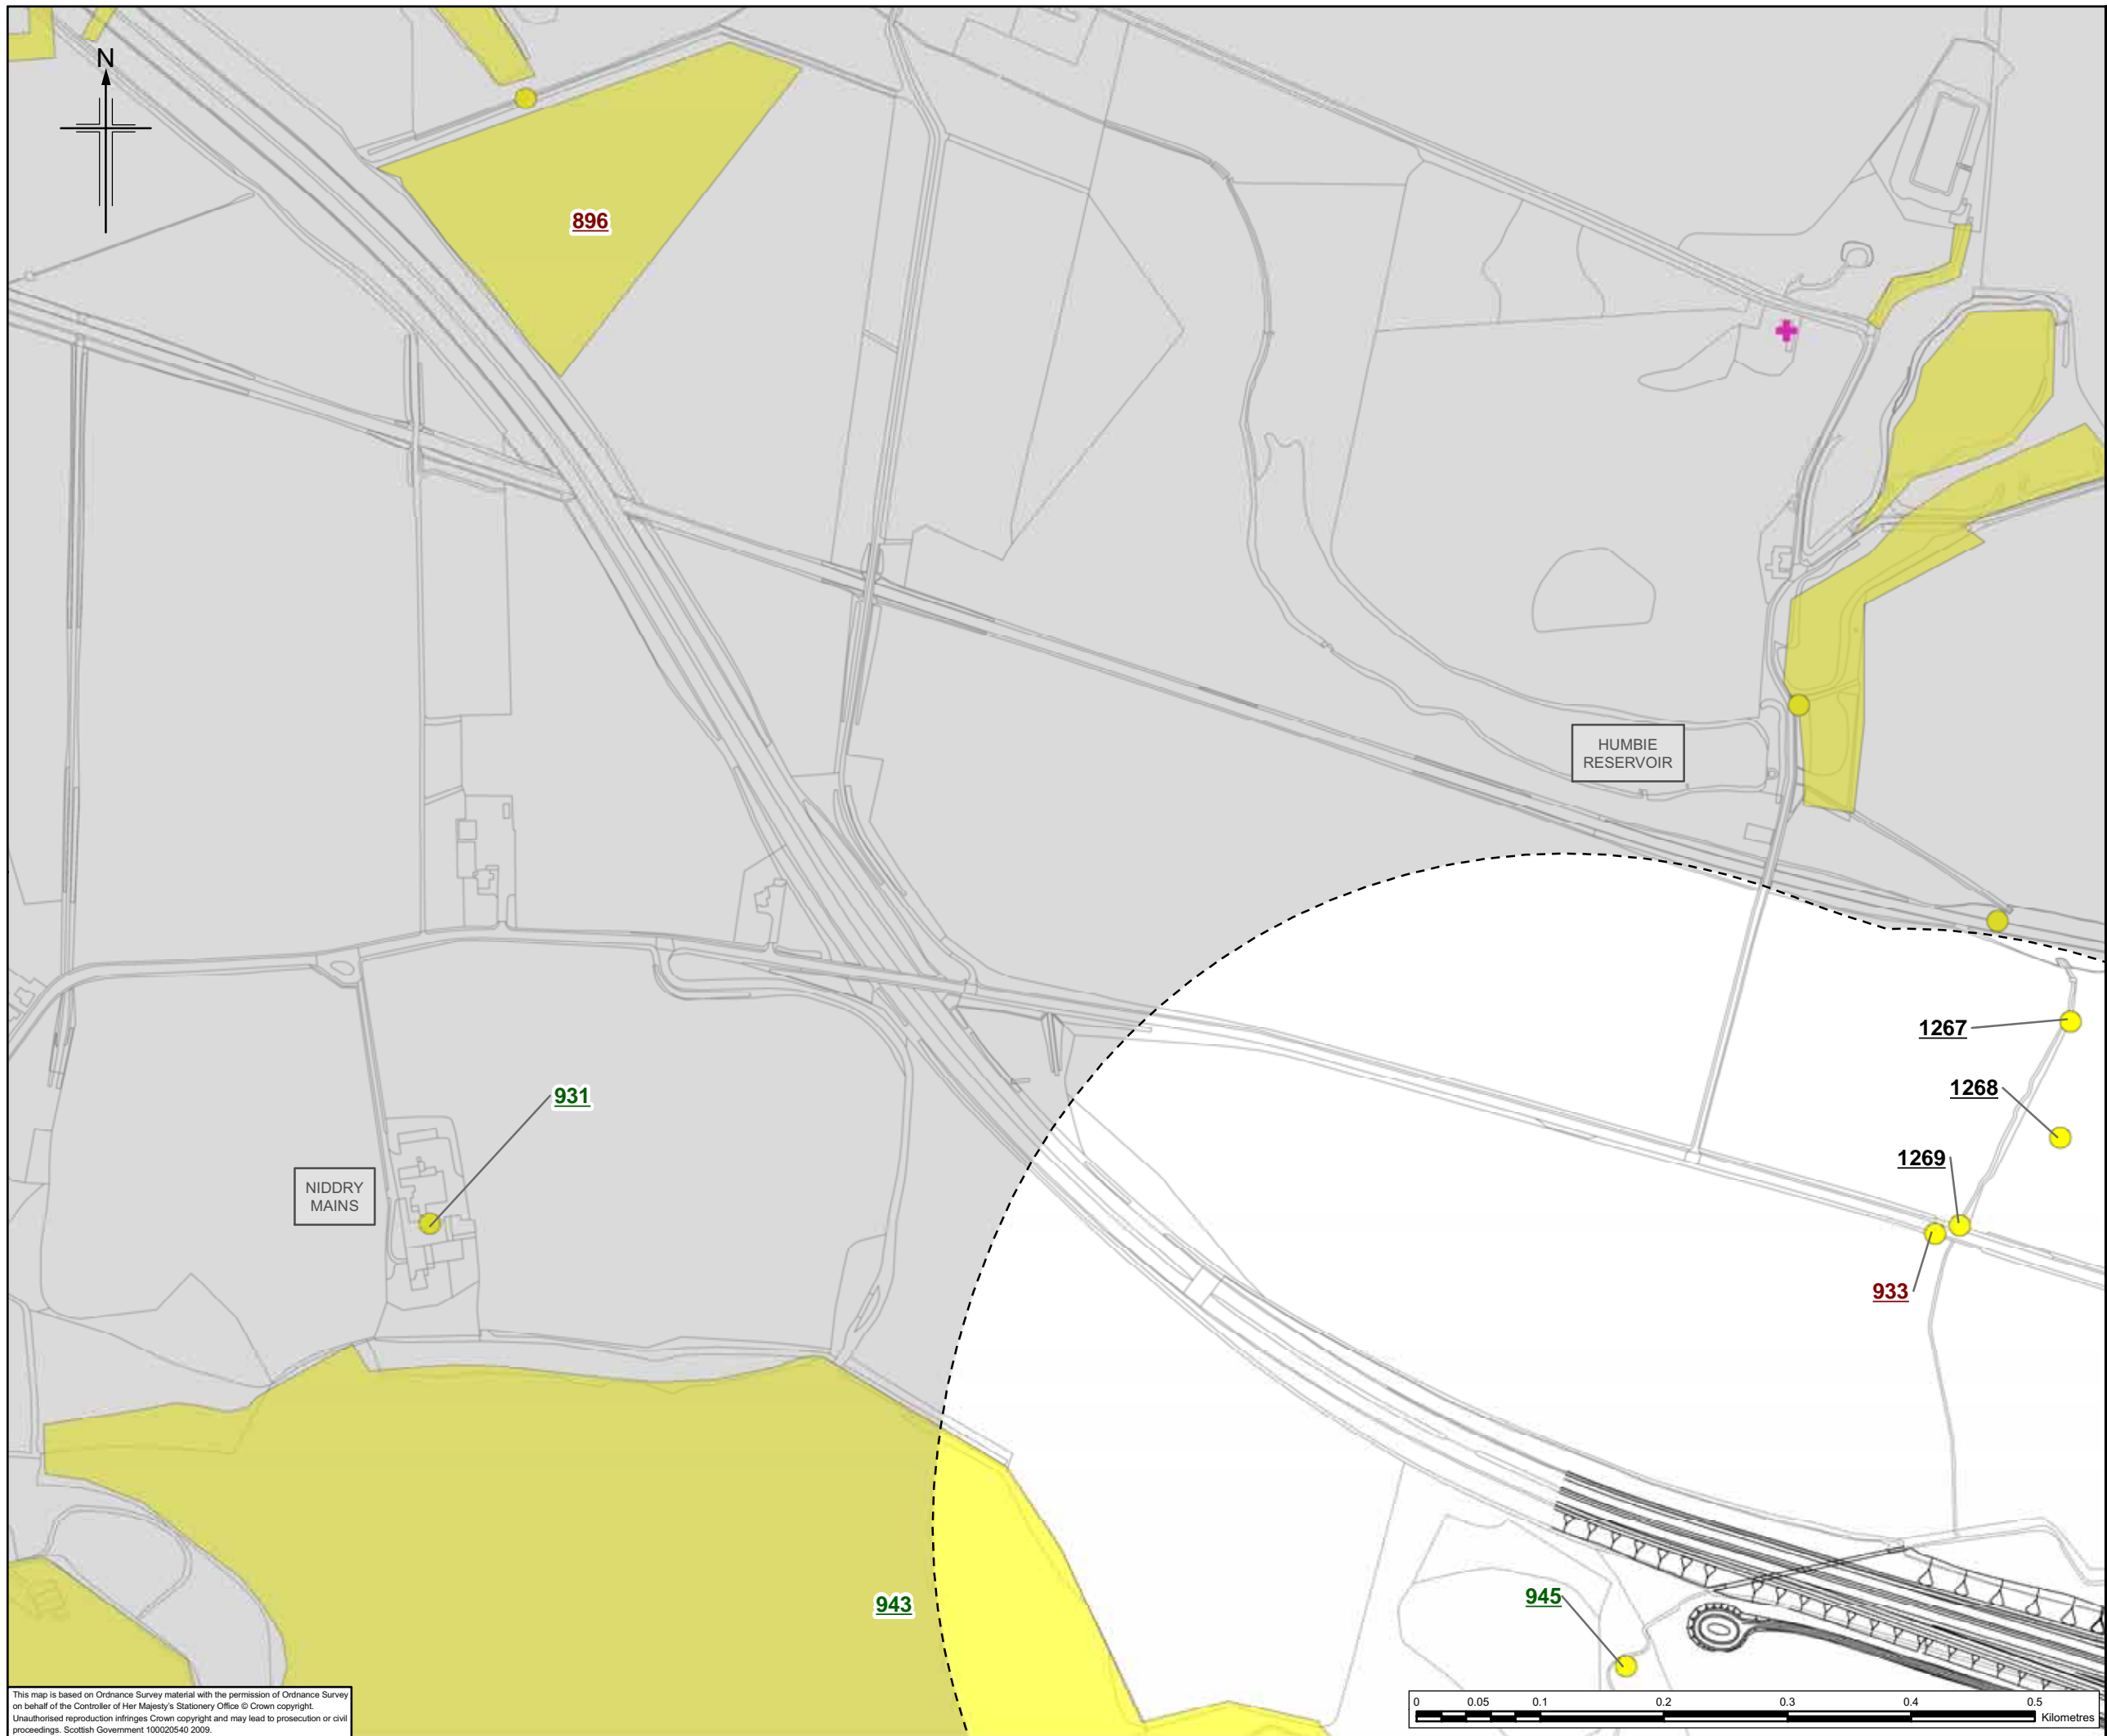 N
896
HUMBIE
RESERVOIR
1267
931
1268
1269
NIDDRY
MAINS
933
943
945
This map is based on Ordnance Survey material with the permission of Ordnance Survey
on behalf of the Controller of Her Majesty's Stationery Office © Crown copyright.
Unauthorised reproduction infringes Crown copyright and may lead to prosecution or civil
proceedings. Scottish Government 100020540 2009.
0 0.05 0.1 0.2 0.3 0.4 0.5
Kilometres